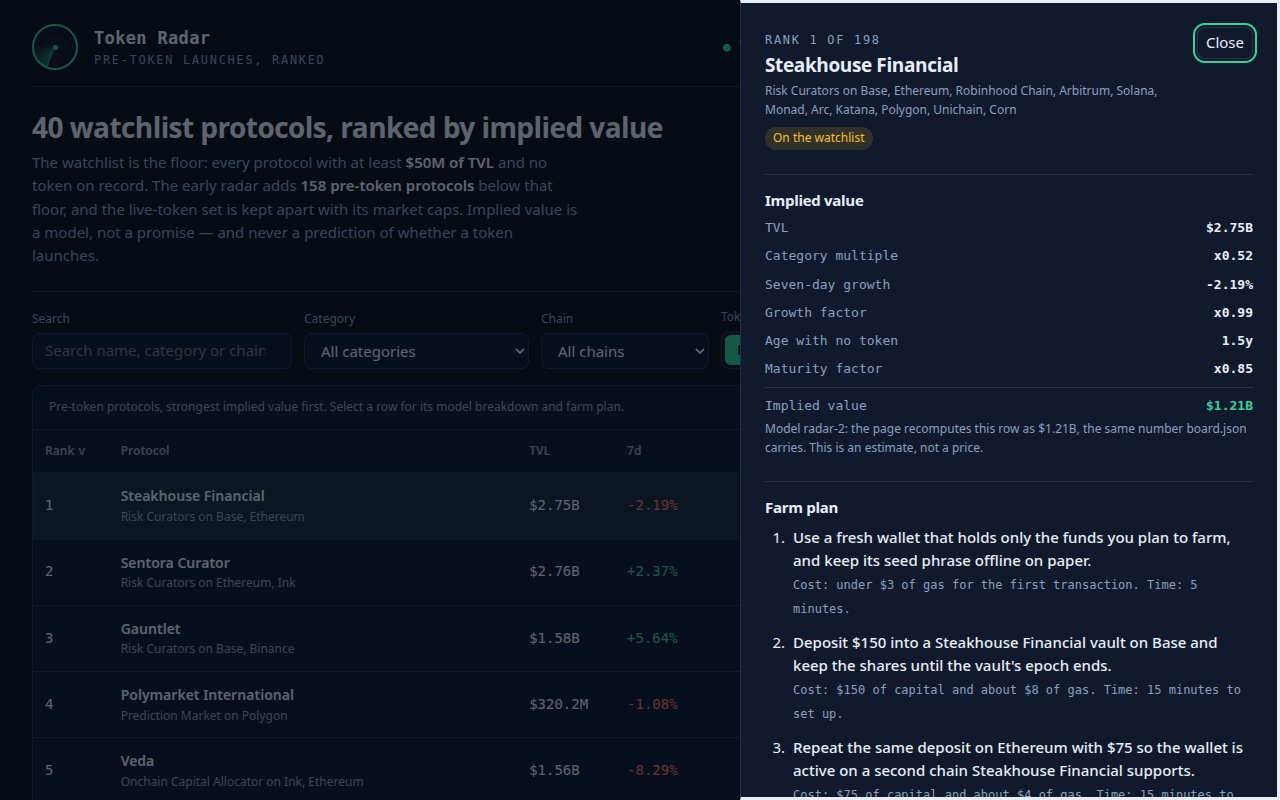 Token Radar
PRE-TOKEN LAUNCHES, RANKED
40 watchlist protocols, ranked by implied value
The watchlist is the floor: every protocol with at least $50M of TVL and no
token on record. The early radar adds 158 pre-token protocols below that
floor, and the live-token set is kept apart with its market caps. Implied value is
a model, not a promise — and never a prediction of whether a token
launches.
Search
Category
Chain
Tok
Search name, category or chain
All categories
All chains
Pre-token protocols, strongest implied value first. Select a row for its model breakdown and farm plan.
Rank v
Protocol
TVL
7d
1
Steakhouse Financial
Risk Curators on Base, Ethereum
$2.75B
-2.19%
2
Sentora Curator
Risk Curators on Ethereum, Ink
$2.76B
+2.37%
3
Gauntlet
Risk Curators on Base, Binance
$1.58B
+5.64%
4
Polymarket International
Prediction Market on Polygon
$320.2M
-1.08%
5
Veda
Onchain Capital Allocator on Ink, Ethereum
$1.56B
-8.29%
RANK 1 OF 198
Close
Steakhouse Financial
Risk Curators on Base, Ethereum, Robinhood Chain, Arbitrum, Solana,
Monad, Arc, Katana, Polygon, Unichain, Corn
On the watchlist
Implied value
TVL $2.75B
Category multiple x0.52
Seven-day growth -2.19%
Growth factor x0.99
Age with no token 1.5y
Maturity factor x0.85
Implied value $1.21B
Model radar-2: the page recomputes this row as $1.21B, the same number board.json
carries. This is an estimate, not a price.
Farm plan
1. Use a fresh wallet that holds only the funds you plan to farm,
and keep its seed phrase offline on paper.
Cost: under $3 of gas for the first transaction. Time: 5
minutes.
2. Deposit $150 into a Steakhouse Financial vault on Base and
keep the shares until the vault's epoch ends.
Cost: $150 of capital and about $8 of gas. Time: 15 minutes to
set up.
3. Repeat the same deposit on Ethereum with $75 so the wallet is
active on a second chain Steakhouse Financial supports.
Cost: $75 of capital and about $4 of gas. Time: 15 minutes to